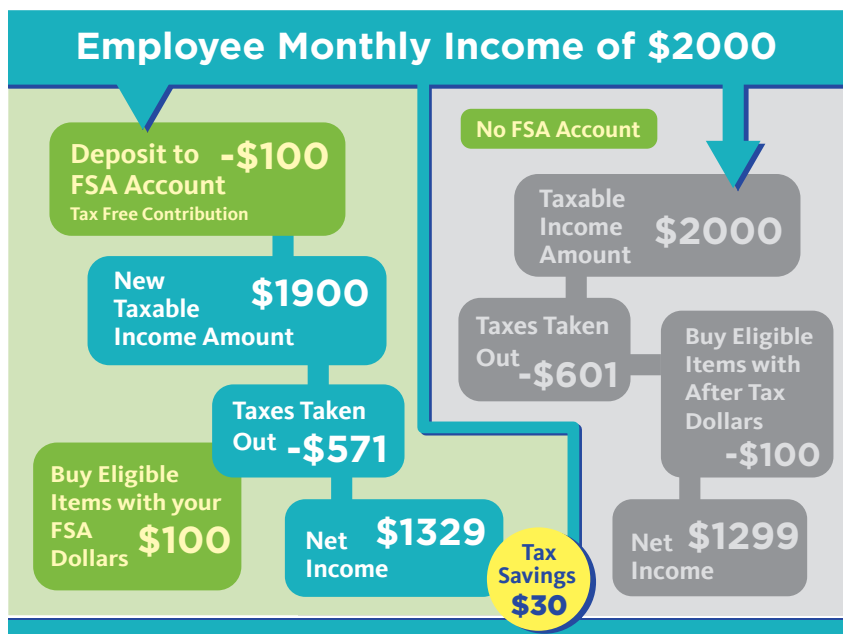 Employee Monthly Income of $2000
Deposit to -$100
FSA Account
Tax Free Contribution
New
Taxable $1900
Income Amount
Taxes Taken
Out -$571
Buy Eligible
Items with your
FSA
Dollars $100
Net $1329
Income
Tax
Savings
$30
No FSA Account
Taxable
Income $2000
Amount
Taxes Taken
Out -$601
Buy Eligible
Items with
After Tax
Dollars
-$100
Net $1299
Income